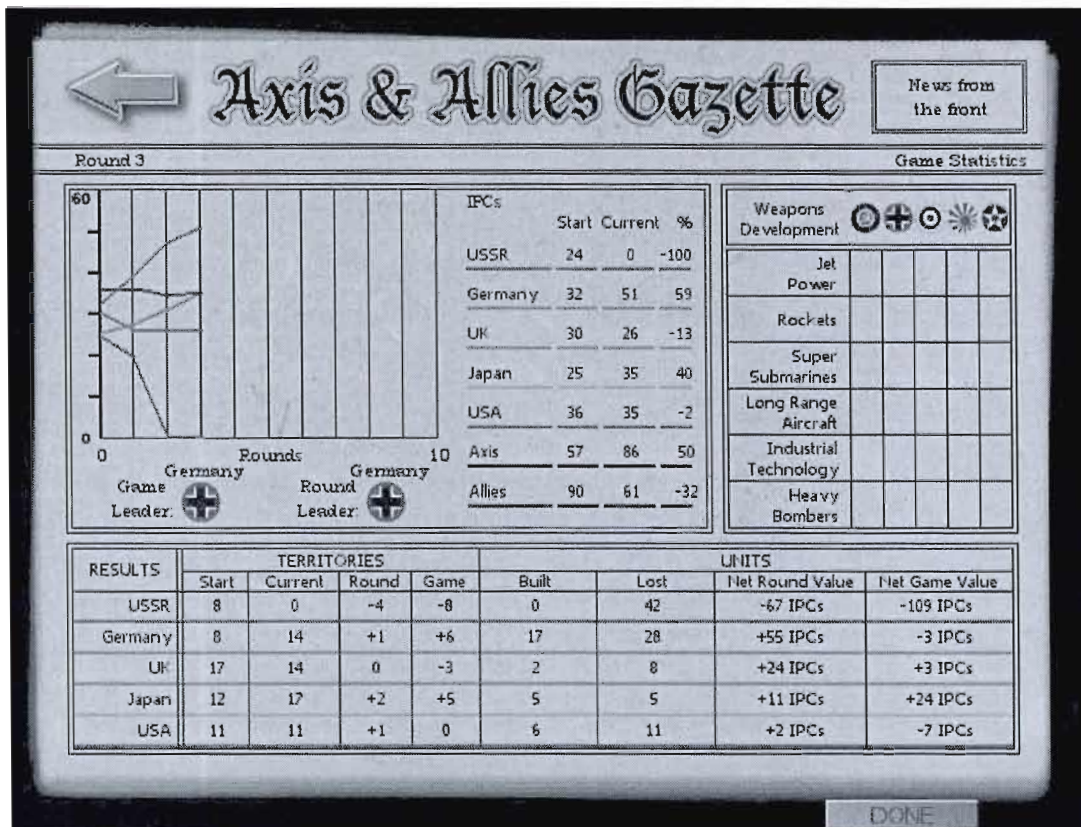 Axis & Allies Gazette
News from
the front
Round 3
Game Statistics
60
0
0
Rounds
10
Germany
Game
Leader:
Germany
Round
Leader:
IPCs
Start Current %
USSR 24 0 -100
Germany 32 51 59
UK 30 26 -13
Japan 25 35 40
USA 36 35 -2
Axis 57 86 50
Allies 90 61 -32
Weapons
Development
Jet
Power
Rockets
Super
Submarines
Long Range
Aircraft
Industrial
Technology
Heavy
Bombers
RESULTS TERRITORIES UNITS
Start Current Round Game Built Lost Net Round Value Net Game Value
USSR 8 0 -4 -8 0 42 -67 IPCs -109 IPCs
Germany 8 14 +1 +6 17 28 +55 IPCs -3 IPCs
UK 17 14 0 -3 2 8 +24 IPCs +3 IPCs
Japan 12 17 +2 +5 5 5 +11 IPCs +24 IPCs
USA 11 11 +1 0 6 11 +2 IPCs -7 IPCs
DONE